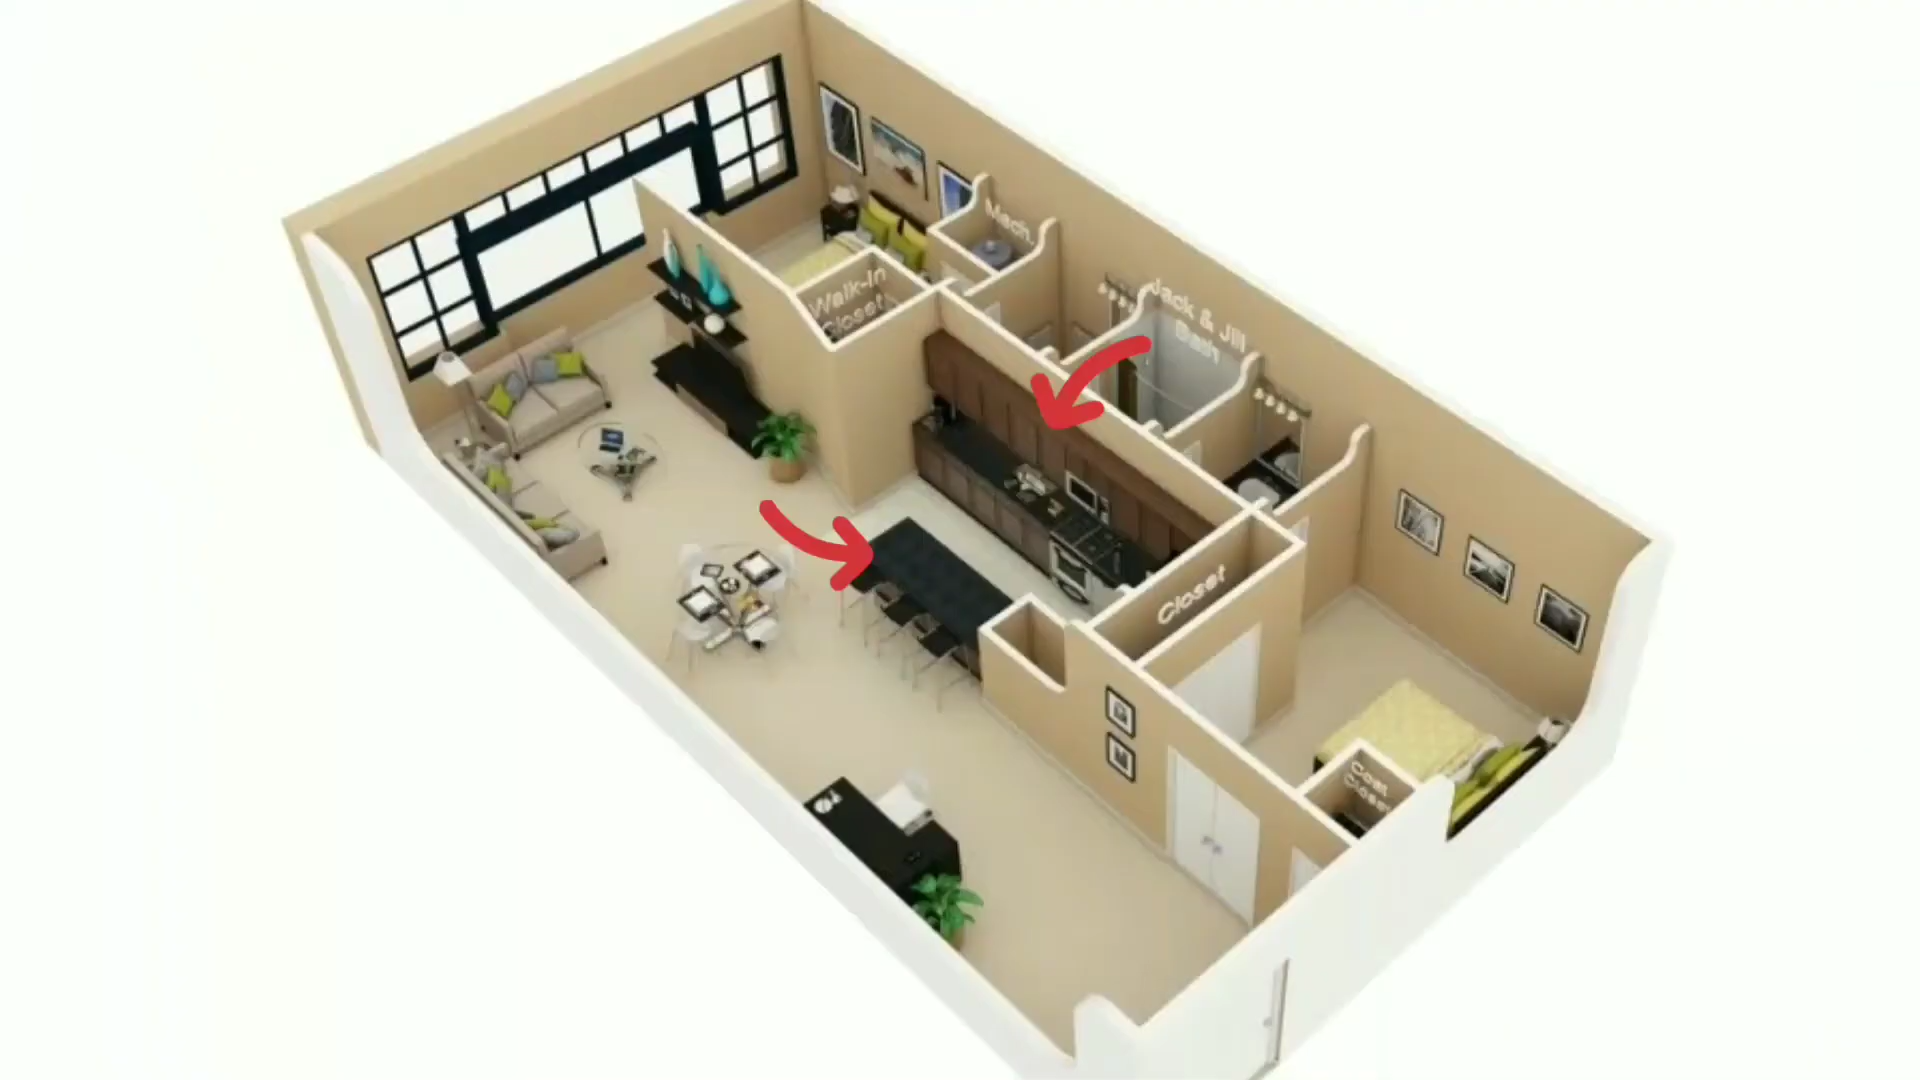 Mech.
Walk-In
Closet
Jack & Jill
Bath
Closet
Coat
Closet